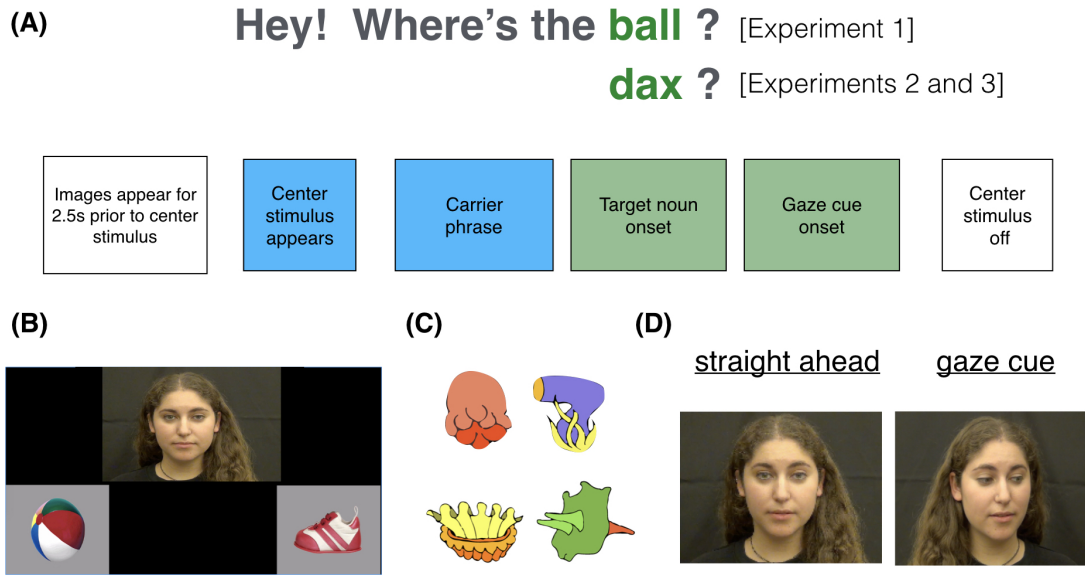 (A)
Hey! Where's the ball ? [Experiment 1]
dax ? [Experiments 2 and 3]
Images appear for
2.5s prior to center
stimulus
Center
stimulus
appears
Carrier
phrase
Target noun
onset
Gaze cue
onset
Center
stimulus
off
(B)
(C)
(D)
straight ahead
gaze cue